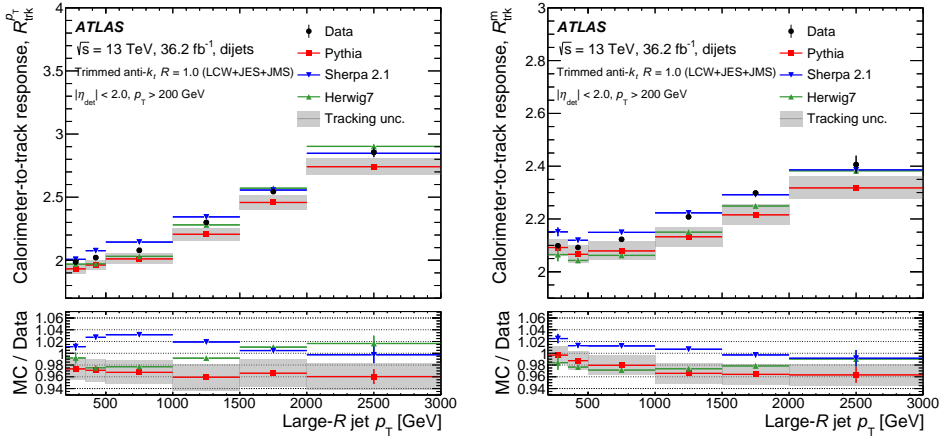 ATLAS
√s = 13 TeV, 36.2 fb⁻¹, dijets
Trimmed anti-kₜ R = 1.0 (LCW+JES+JMS)
|η_det| < 2.0, p_T > 200 GeV
Data
Pythia
Sherpa 2.1
Herwig7
Tracking unc.
Calorimeter-to-track response, R_trk^{p_T}
4
3.5
3
2.5
2
MC / Data
1.06
1.04
1.02
1
0.98
0.96
0.94
500 1000 1500 2000 2500 3000
Large-R jet p_T [GeV]
ATLAS
√s = 13 TeV, 36.2 fb⁻¹, dijets
Trimmed anti-kₜ R = 1.0 (LCW+JES+JMS)
|η_det| < 2.0, p_T > 200 GeV
Data
Pythia
Sherpa 2.1
Herwig7
Tracking unc.
Calorimeter-to-track response, R_trk^m
3
2.8
2.6
2.4
2.2
2
MC / Data
1.06
1.04
1.02
1
0.98
0.96
0.94
500 1000 1500 2000 2500 3000
Large-R jet p_T [GeV]